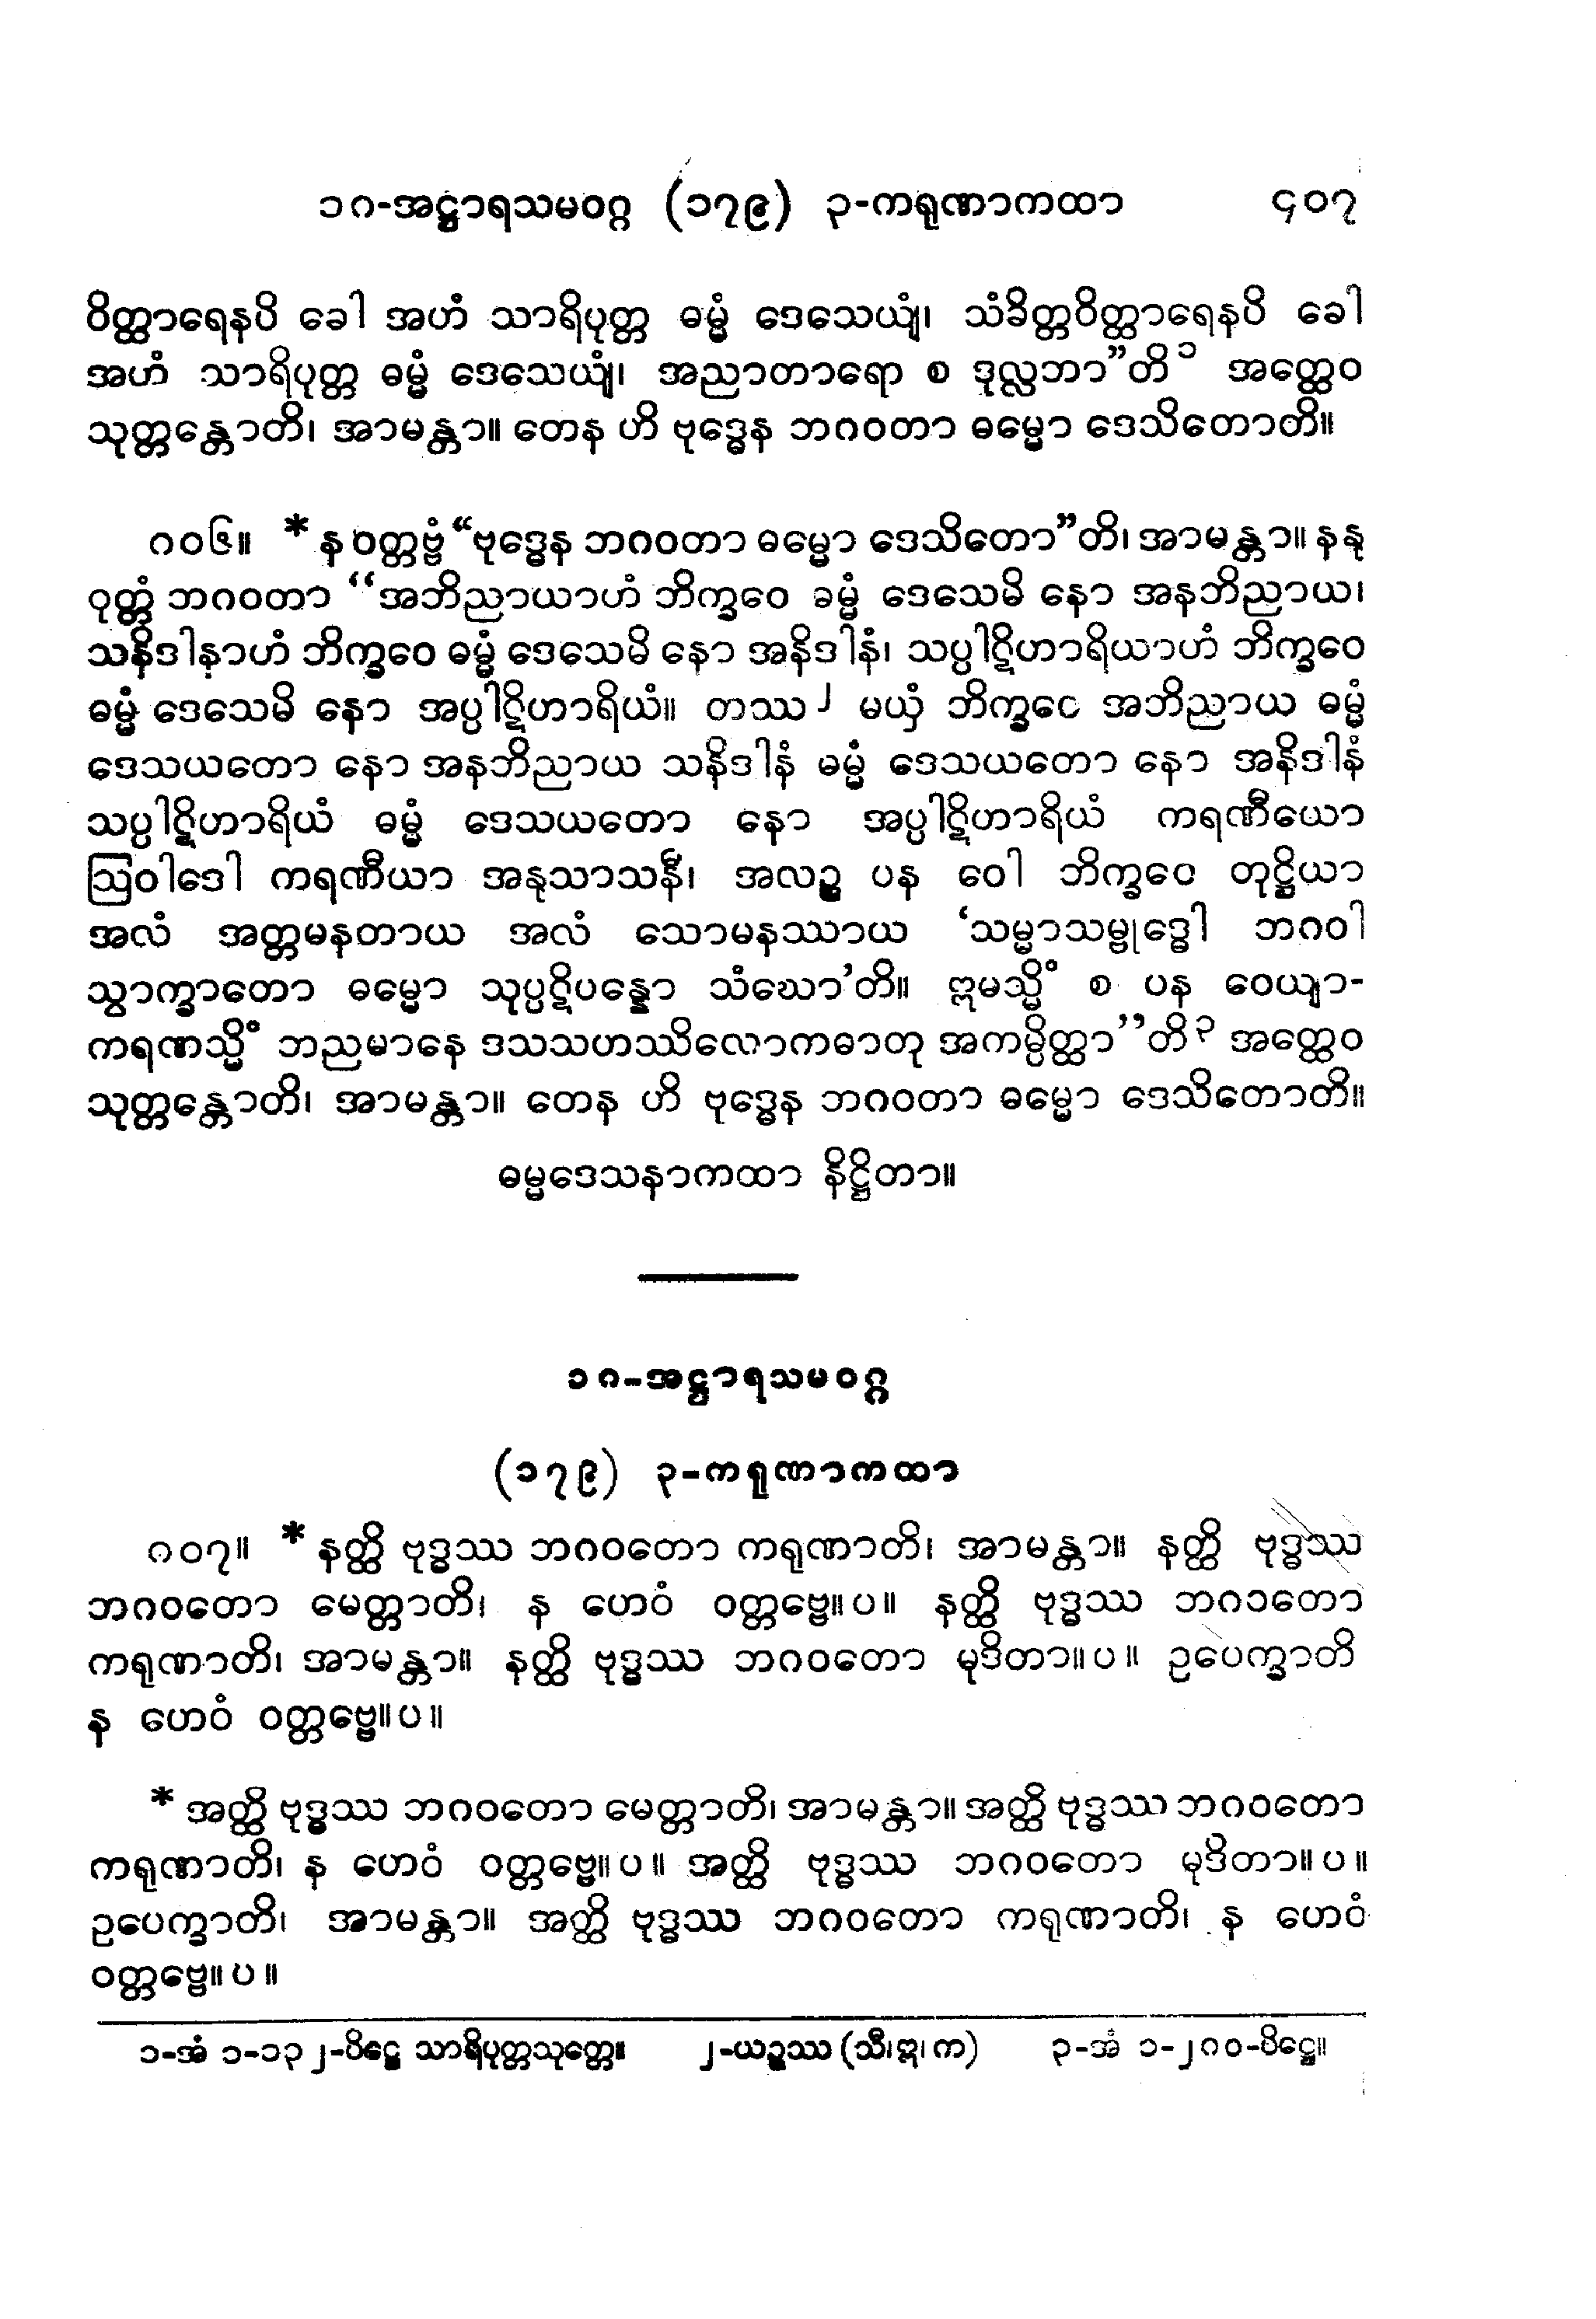 ၁၈-အဋ္ဌာရသမဝဂ္ဂ (၁၇၉) ၃-ကရုဏာကထာ ၄၀၇
ဝိတ္ထာရေနပိ ခေါ အဟံ သာရိပုတ္တ ဓမ္မံ ဒေသေယျံ၊ သံခိတ္တဝိတ္ထာရေနပိ ခေါ
အဟံ သာရိပုတ္တ ဓမ္မံ ဒေသေယျံ၊ အညာတာရော စ ဒုလ္လဘာ”တိ ၁ အတ္ထေဝ
သုတ္တန္တောတိ၊ အာမန္တာ။ တေန ဟိ ဗုဒ္ဓေန ဘဂဝတာ ဓမ္မော ဒေသိတောတိ။
၈၀၆။ * န ဝတ္တဗ္ဗံ “ဗုဒ္ဓေန ဘဂဝတာ ဓမ္မော ဒေသိတော”တိ၊ အာမန္တာ။ နနု
ဝုတ္တံ ဘဂဝတာ “အဘိညာယာဟံ ဘိက္ခဝေ ဓမ္မံ ဒေသေမိ နော အနဘိညာယ၊
သနိဒါနာဟံ ဘိက္ခဝေ ဓမ္မံ ဒေသေမိ နော အနိဒါနံ၊ သပ္ပါဋိဟာရိယာဟံ ဘိက္ခဝေ
ဓမ္မံ ဒေသေမိ နော အပ္ပါဋိဟာရိယံ။ တဿ ၂ မယှံ ဘိက္ခဝေ အဘိညာယ ဓမ္မံ
ဒေသယတော နော အနဘိညာယ သနိဒါနံ ဓမ္မံ ဒေသယတော နော အနိဒါနံ
သပ္ပါဋိဟာရိယံ ဓမ္မံ ဒေသယတော နော အပ္ပါဋိဟာရိယံ ကရဏီယော
ဩဝါဒေါ ကရဏီယာ အနုသာသနီ၊ အလဉ္စ ပန ဝေါ ဘိက္ခဝေ တုဋ္ဌိယာ
အလံ အတ္တမနတာယ အလံ သောမနဿာယ ‘သမ္မာသမ္ဗုဒ္ဓေါ ဘဂဝါ
သွာက္ခာတော ဓမ္မော သုပ္ပဋိပန္နော သံဃော’တိ။ ဣမသ္မိံ စ ပန ဝေယျာ-
ကရဏသ္မိံ ဘညမာနေ ဒသသဟဿိလောကဓာတု အကမ္ပိတ္ထာ”တိ ၃ အတ္ထေဝ
သုတ္တန္တောတိ၊ အာမန္တာ။ တေန ဟိ ဗုဒ္ဓေန ဘဂဝတာ ဓမ္မော ဒေသိတောတိ။
ဓမ္မဒေသနာကထာ နိဋ္ဌိတာ။
၁၈-အဋ္ဌာရသမဝဂ္ဂ
(၁၇၉) ၃-ကရုဏာကထာ
၈၀၇။ * နတ္ထိ ဗုဒ္ဓဿ ဘဂဝတော ကရုဏာတိ၊ အာမန္တာ။ နတ္ထိ ဗုဒ္ဓဿ
ဘဂဝတော မေတ္တာတိ၊ န ဟေဝံ ဝတ္တဗ္ဗေ။ပ။ နတ္ထိ ဗုဒ္ဓဿ ဘဂဝတော
ကရုဏာတိ၊ အာမန္တာ။ နတ္ထိ ဗုဒ္ဓဿ ဘဂဝတော မုဒိတာ။ပ။ ဥပေက္ခာတိ
န ဟေဝံ ဝတ္တဗ္ဗေ။ပ။
* အတ္ထိ ဗုဒ္ဓဿ ဘဂဝတော မေတ္တာတိ၊ အာမန္တာ။ အတ္ထိ ဗုဒ္ဓဿ ဘဂဝတော
ကရုဏာတိ၊ န ဟေဝံ ဝတ္တဗ္ဗေ။ပ။ အတ္ထိ ဗုဒ္ဓဿ ဘဂဝတော မုဒိတာ။ပ။
ဥပေက္ခာတိ၊ အာမန္တာ။ အတ္ထိ ဗုဒ္ဓဿ ဘဂဝတော ကရုဏာတိ၊ န ဟေဝံ
ဝတ္တဗ္ဗေ။ပ။
၁-အံ ၁-၁၃၂-ပိဋ္ဌေ သာရိပုတ္တသုတ္တေ။ ၂-ယဉ္စဿ (သီ၊ ဣ၊ က) ၃-အံ ၁-၂၈၀-ပိဋ္ဌေ။